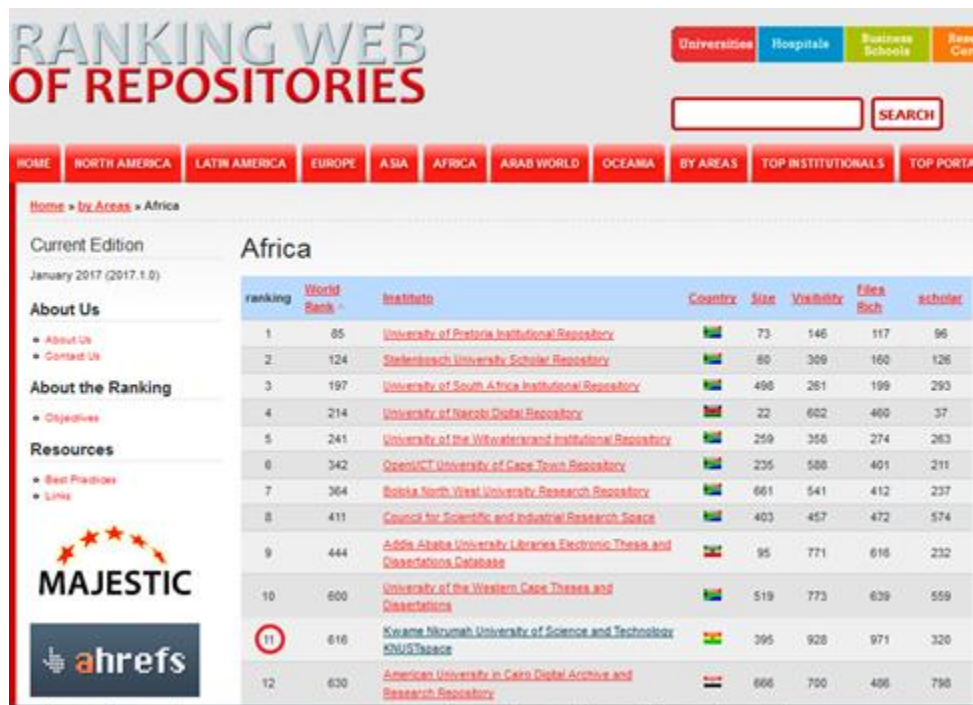 RANKING WEB
OF REPOSITORIES
Universities Hospitals Business Schools
SEARCH
HOME NORTH AMERICA LATIN AMERICA EUROPE ASIA AFRICA ARAB WORLD OCEANIA BY AREAS TOP INSTITUTIONALS TOP PORTA
Home » by Areas » Africa
Current Edition
January 2017 (2017.1.0)
About Us
About Us
Contact Us
About the Ranking
Objectives
Resources
Best Practices
Links
MAJESTIC
ahrefs
Africa
ranking World Rank Instituto Country Size Visibility Files Rich scholar
1 85 University of Pretoria Institutional Repository 73 146 117 96
2 124 Stellenbosch University Scholar Repository 60 309 160 126
3 197 University of South Africa Institutional Repository 498 261 199 293
4 214 University of Nairobi Digital Repository 22 602 460 37
5 241 University of the Witwatersrand Institutional Repository 259 358 274 263
6 342 OpenUCT University of Cape Town Repository 235 588 401 211
7 364 Boloka North West University Research Repository 661 541 412 237
8 411 Council for Scientific and Industrial Research Space 403 457 472 574
9 444 Addis Ababa University Libraries Electronic Thesis and Dissertations Database 95 771 616 232
10 600 University of the Western Cape Theses and Dissertations 519 773 639 559
11 616 Kwame Nkrumah University of Science and Technology KNUSTspace 395 928 971 320
12 630 American University in Cairo Digital Archive and Research Repository 666 700 486 798